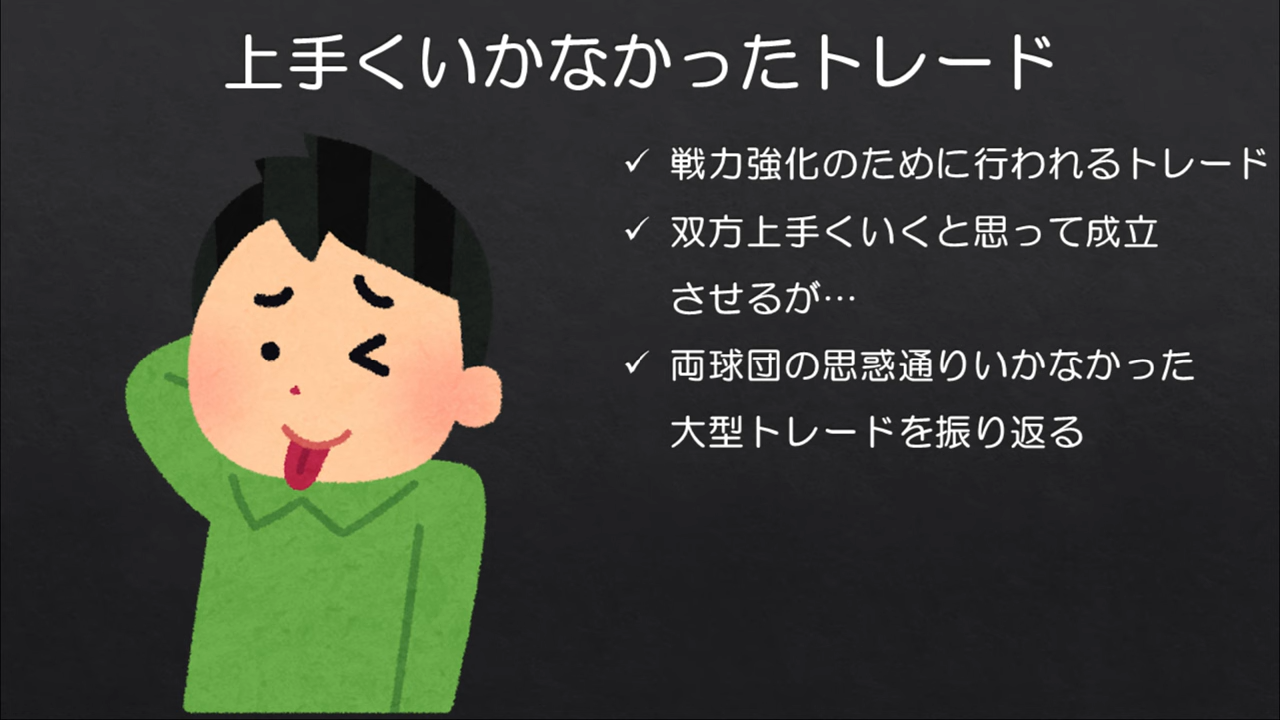 上手くいかなかったトレード
✓ 戦力強化のために行われるトレード
✓ 双方上手くいくと思って成立
させるが…
✓ 両球団の思惑通りいかなかった
大型トレードを振り返る